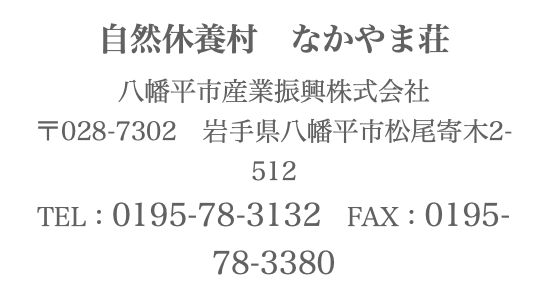 自然休養村　なかやま荘
八幡平市産業振興株式会社
〒028-7302　岩手県八幡平市松尾寄木2-
512
TEL：0195-78-3132　FAX：0195-
78-3380